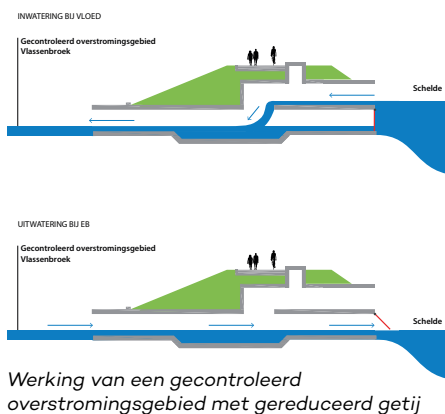 INWATERING BIJ VLOED
Gecontroleerd overstromingsgebied
Vlassenbroek
Schelde
UITWATERING BIJ EB
Gecontroleerd overstromingsgebied
Vlassenbroek
Schelde
Werking van een gecontroleerd
overstromingsgebied met gereduceerd getij